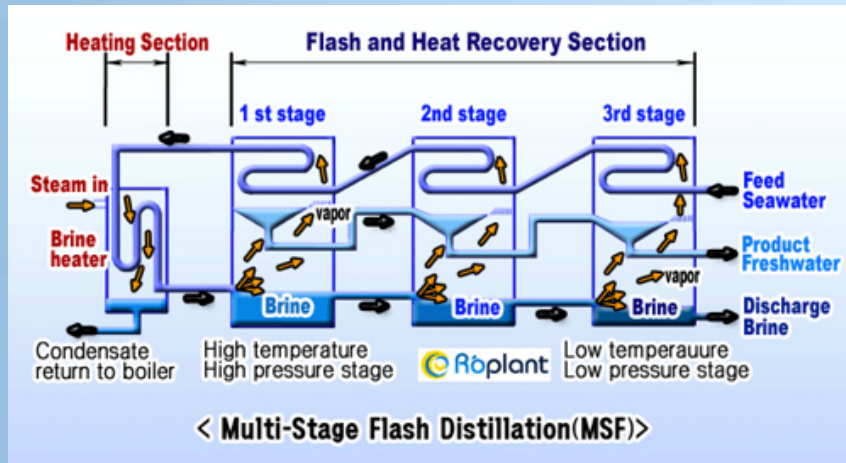 Heating Section
Flash and Heat Recovery Section
1 st stage
2nd stage
3rd stage
Steam in
Brine
heater
vapor
Feed
Seawater
Product
Freshwater
vapor
Brine
Brine
Brine
Discharge
Brine
Condensate
return to boiler
High temperature
High pressure stage
Roplant
Low temperauure
Low pressure stage
< Multi-Stage Flash Distillation(MSF)>